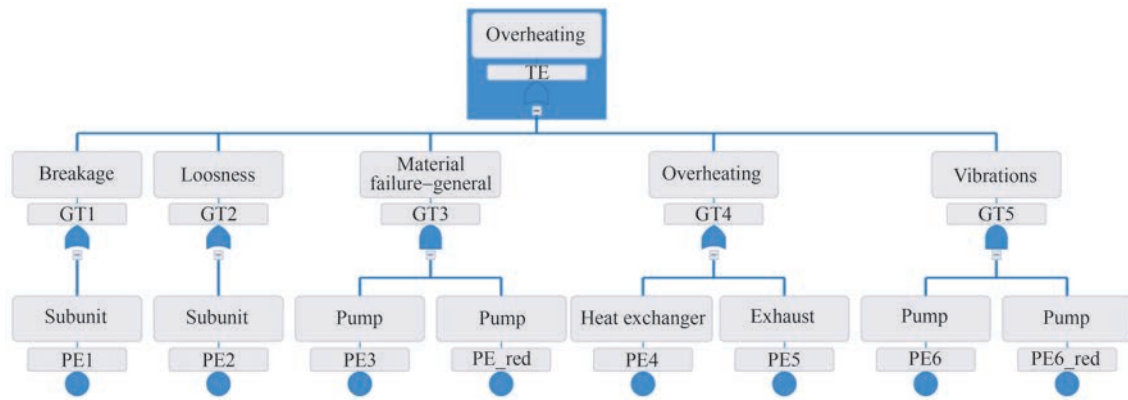 Overheating
TE
Breakage
Loosness
Material
failure–general
Overheating
Vibrations
GT1
GT2
GT3
GT4
GT5
Subunit
Subunit
Pump
Pump
Heat exchanger
Exhaust
Pump
Pump
PE1
PE2
PE3
PE_red
PE4
PE5
PE6
PE6_red